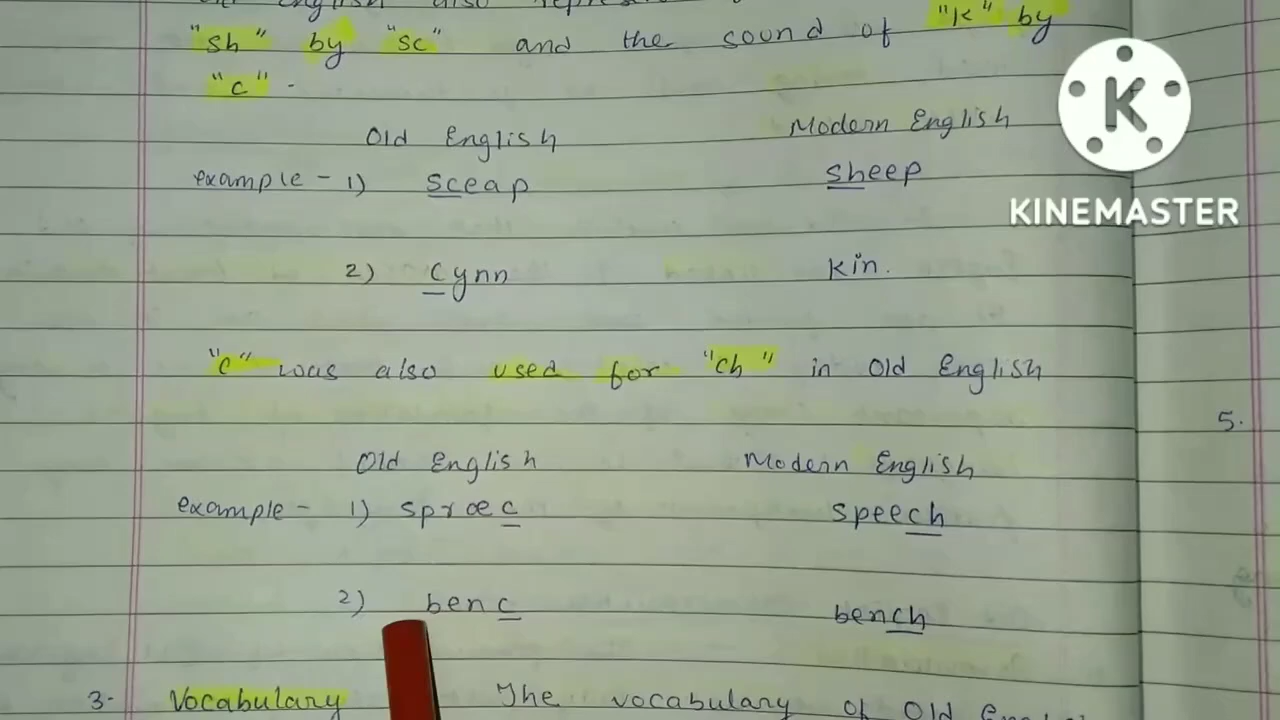 "sh" by "sc" and the sound of "k" by
"c" -
Old English Modern English
example - 1) sceap sheep
2) cynn kin.
"c" was also used for "ch" in Old English
Old English Modern English
example - 1) sproec speech
2) benc bench
3- Vocabulary The vocabulary of Old
5.
K
KINEMASTER